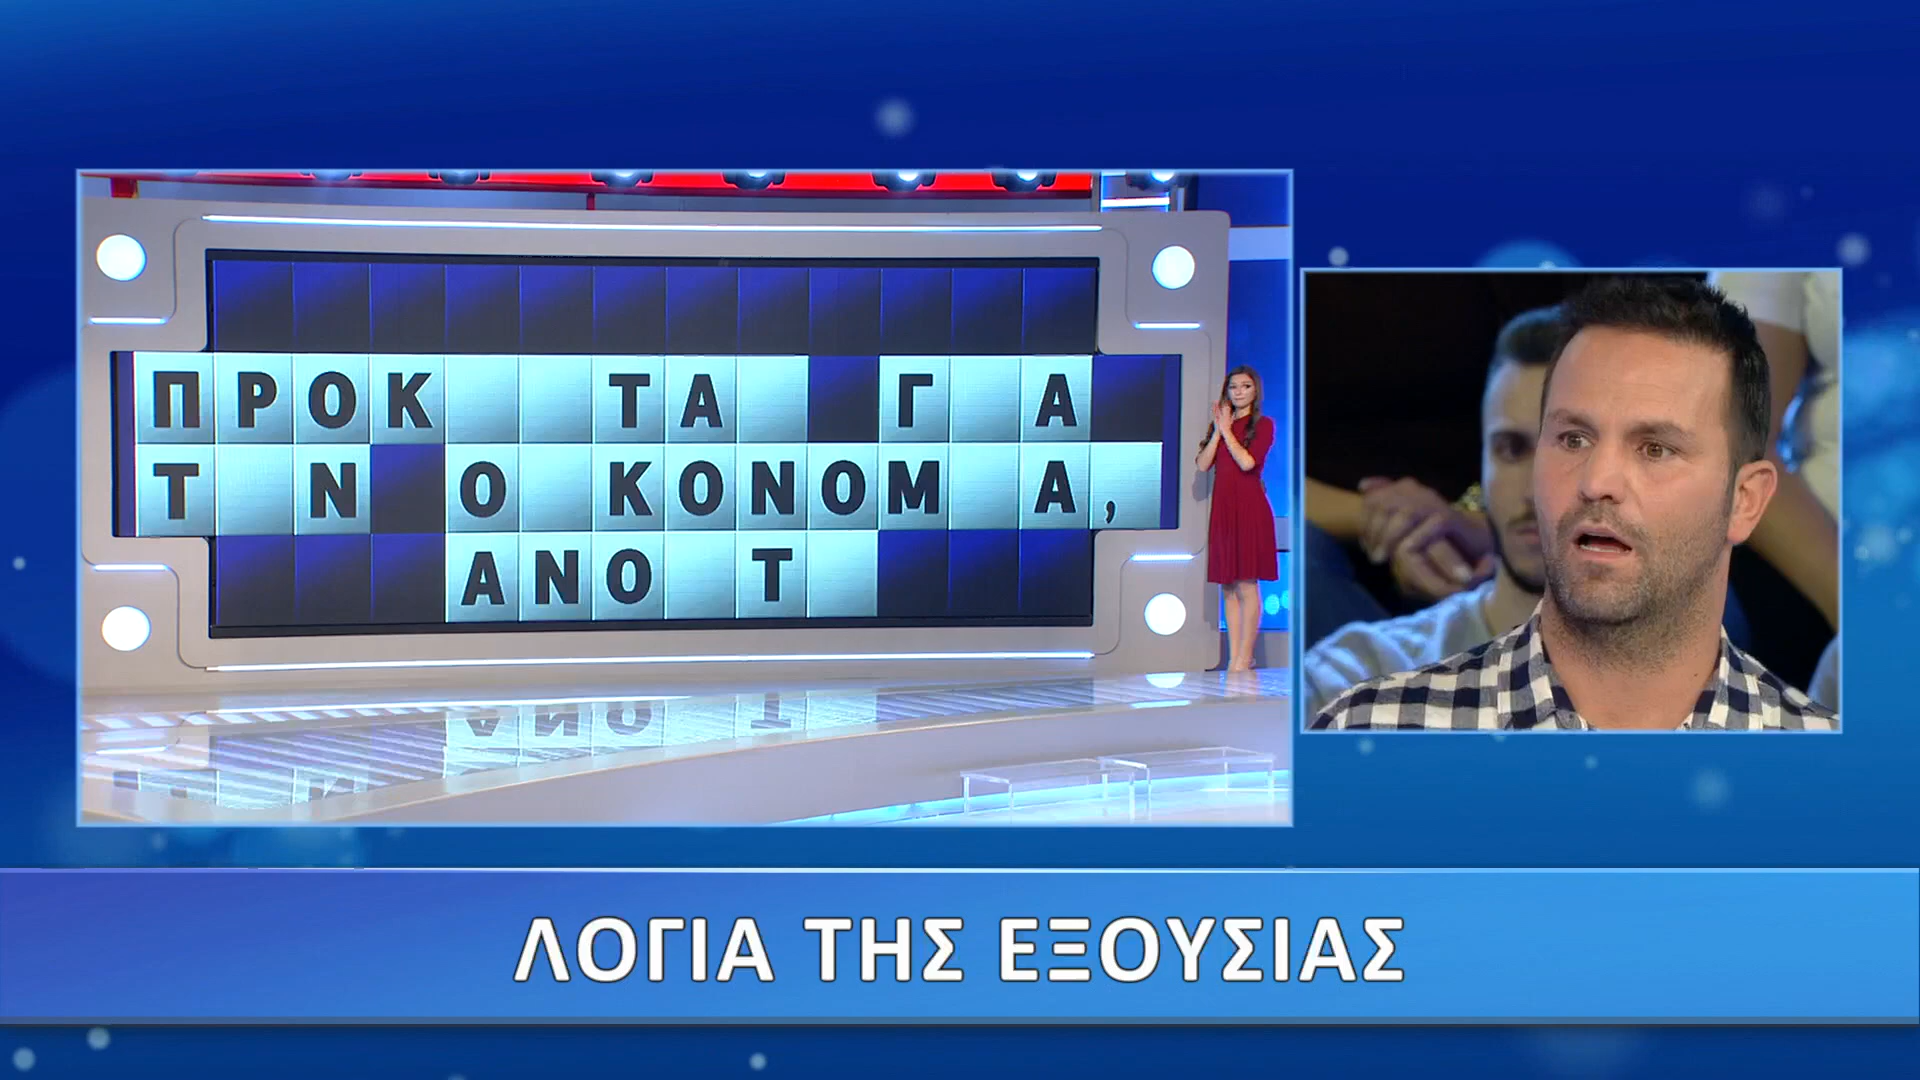 ΠΡΟΚ ΤΑ Γ Α
Τ Ν Ο ΚΟΝΟΜ Α,
ΑΝΟ Τ
ΛΟΓΙΑ ΤΗΣ ΕΞΟΥΣΙΑΣ